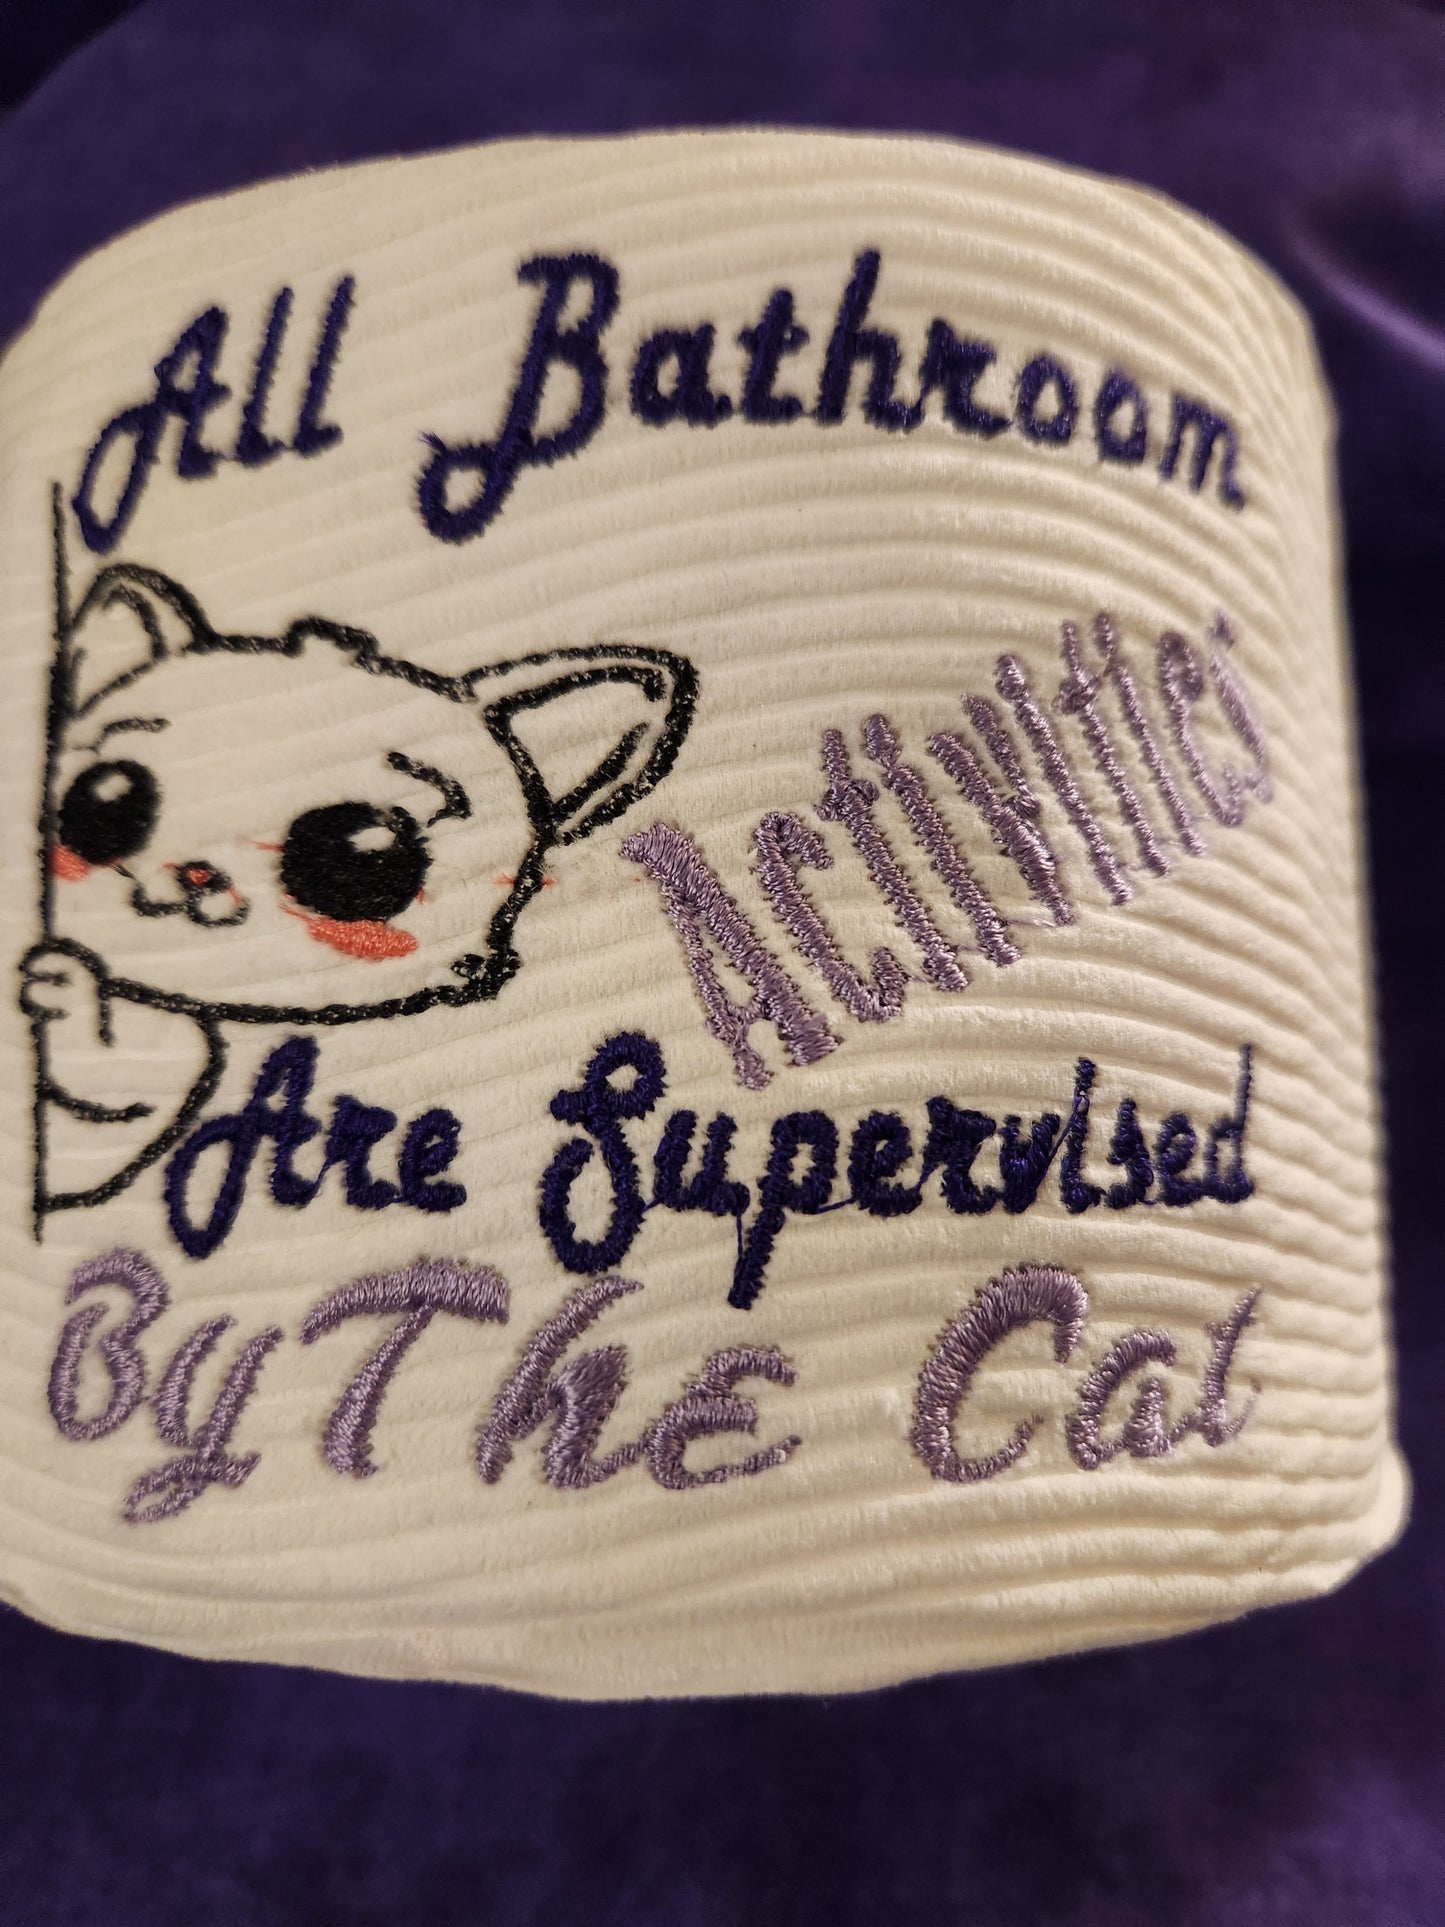 All Bathroom
Activities
Are Supervised
By The Cat